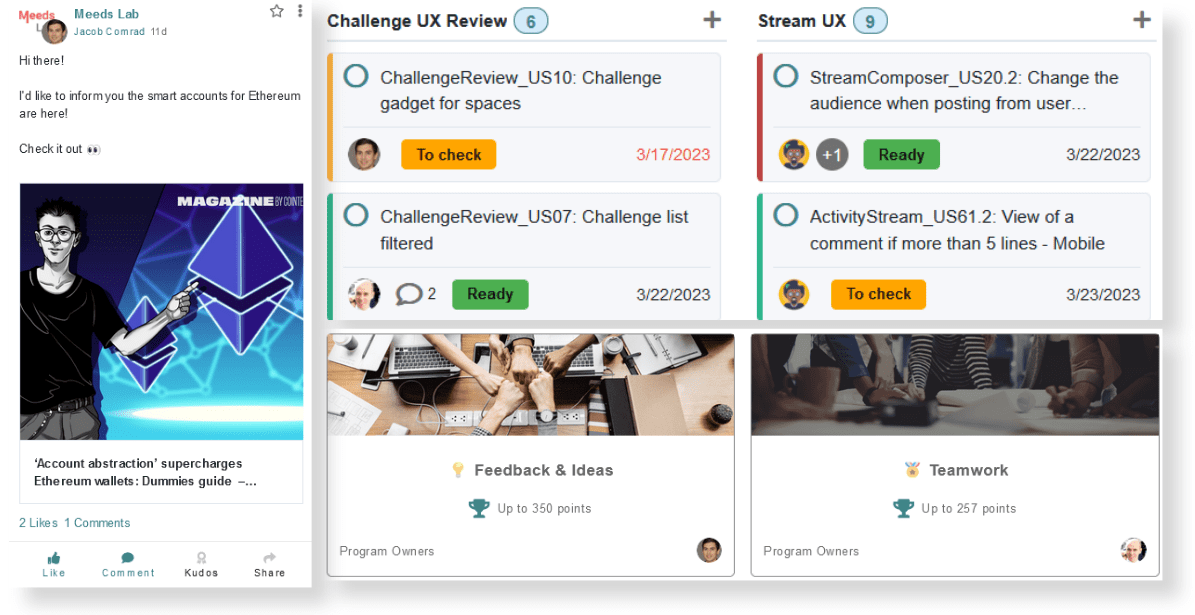 Meeds
Meeds Lab
Jacob Comrad 11d
Hi there!
I'd like to inform you the smart accounts for Ethereum
are here!
Check it out 👀
MAGAZINE BY COINTE
‘Account abstraction’ supercharges
Ethereum wallets: Dummies guide –...
2 Likes 1 Comments
Like Comment Kudos Share
Challenge UX Review 6 +
ChallengeReview_US10: Challenge
gadget for spaces
To check 3/17/2023
ChallengeReview_US07: Challenge list
filtered
2 Ready 3/22/2023
Stream UX 9 +
StreamComposer_US20.2: Change the
audience when posting from user...
+1 Ready 3/22/2023
ActivityStream_US61.2: View of a
comment if more than 5 lines - Mobile
To check 3/23/2023
Feedback & Ideas
Up to 350 points
Program Owners
Teamwork
Up to 257 points
Program Owners